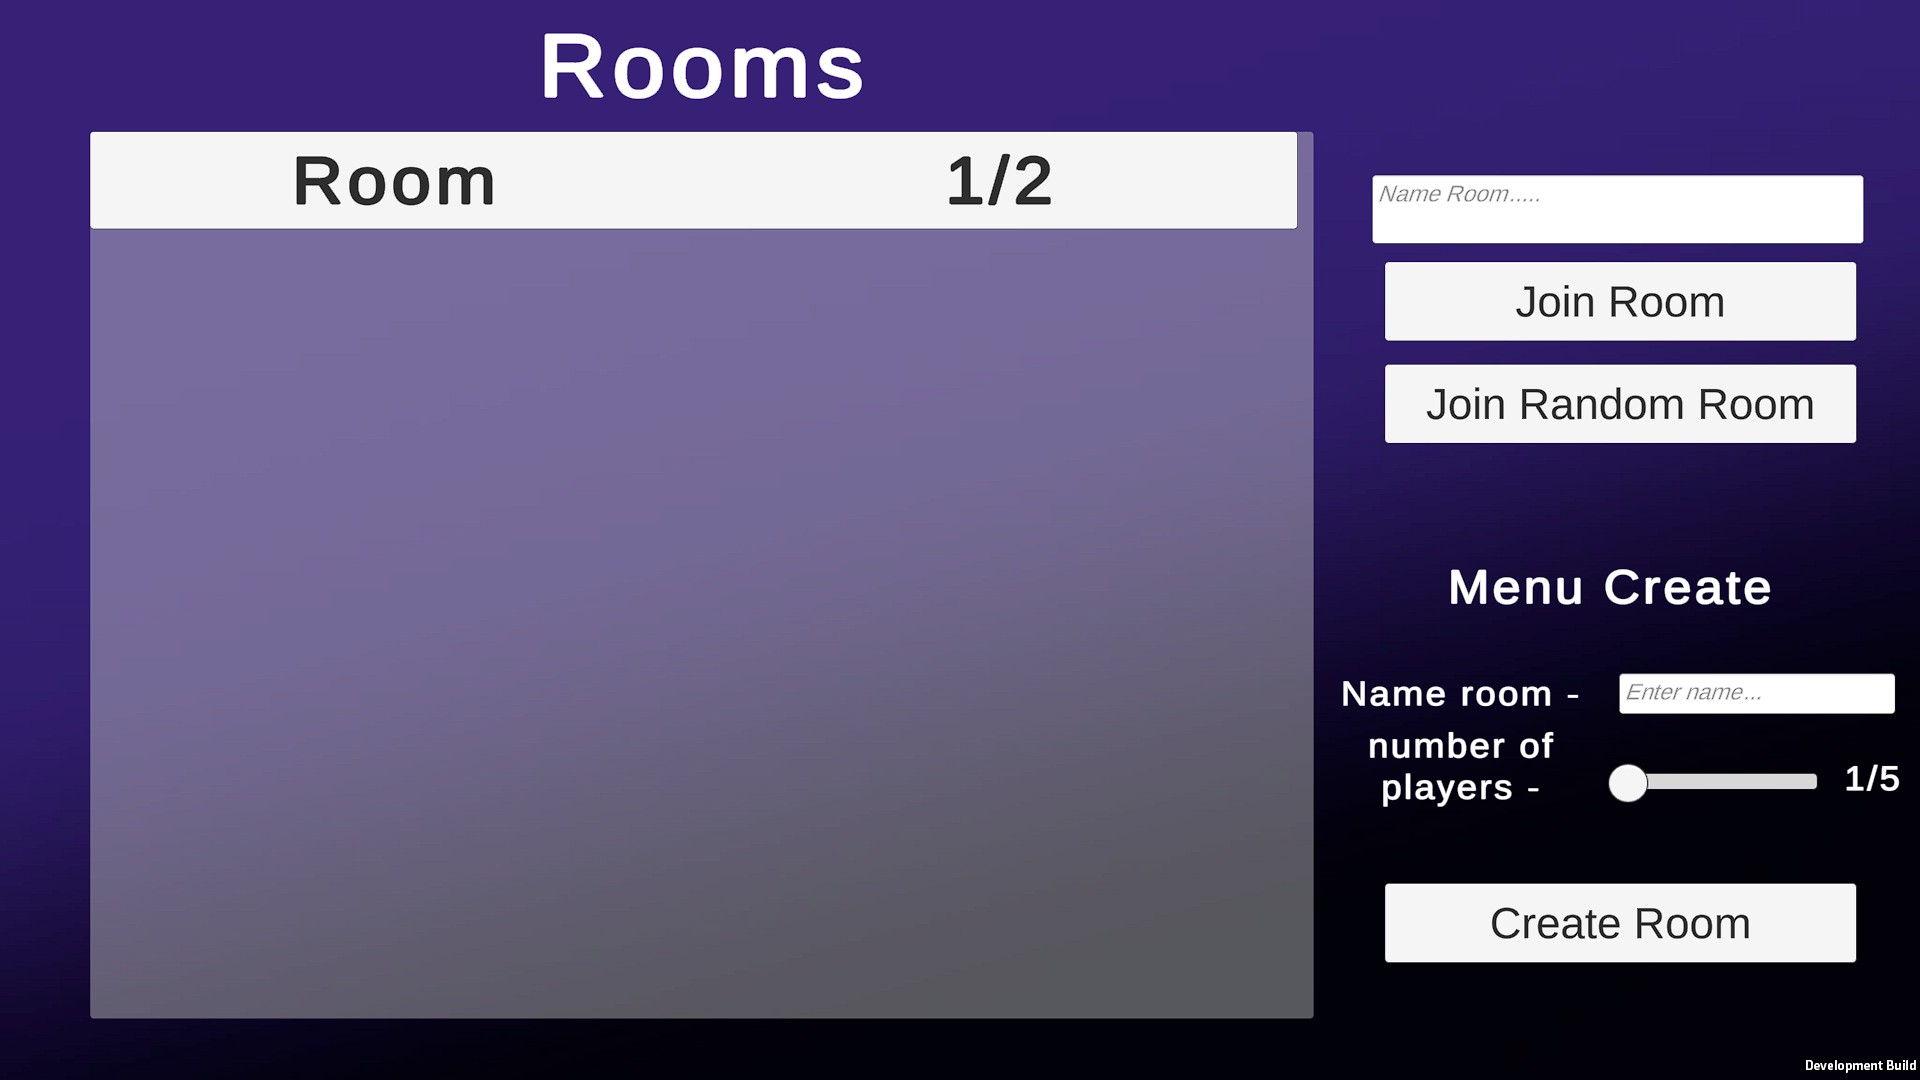 Rooms
Room 1/2
Name Room.....
Join Room
Join Random Room
Menu Create
Name room - Enter name...
number of
players - 1/5
Create Room
Development Build